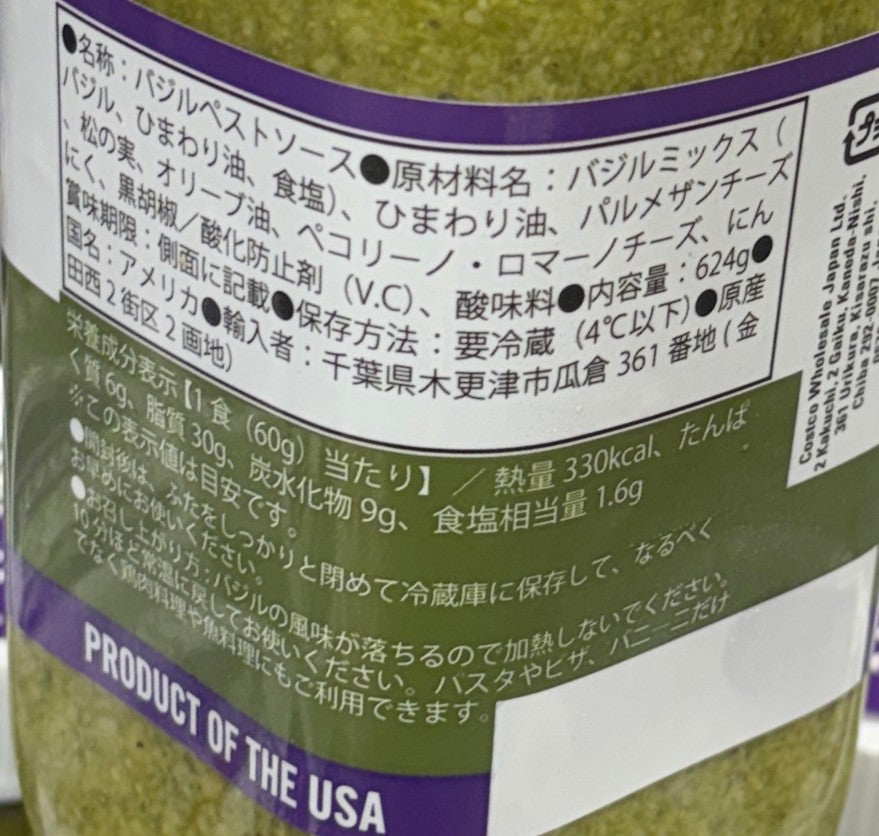 ●名称：バジルペストソース●原材料名：バジルミックス（
バジル、ひまわり油、食塩）、ひまわり油、パルメザンチーズ
、松の実、オリーブ油、ペコリーノ・ロマーノチーズ、にん
にく、黒胡椒／酸化防止剤（V.C）、酸味料●内容量：624g●
賞味期限：側面に記載●保存方法：要冷蔵（4℃以下）●原産
国名：アメリカ●輸入者：千葉県木更津市瓜倉 361 番地（金
田西 2 街区 2 画地）
栄養成分表示【1 食（60g）当たり】／熱量 330kcal、たんぱ
く質 6g、脂質 30g、炭水化物 9g、食塩相当量 1.6g
※この表示値は目安です。
●開封後は、ふたをしっかりと閉めて冷蔵庫に保存して、なるべく
お早めにお使いください。
●お召し上がり方：バジルの風味が落ちるので加熱しないでください。
10 分ほど常温に戻してお使いください。パスタやピザ、パニーニだけ
でなく鶏肉料理や魚料理にもご利用できます。
PRODUCT OF THE USA
プ
Costco Wholesale Japan Ltd.
2 Kakuchi, 2 Gaiku, Kaneda-Nishi,
361 Urikura, Kisarazu shi,
Chiba 292-0007